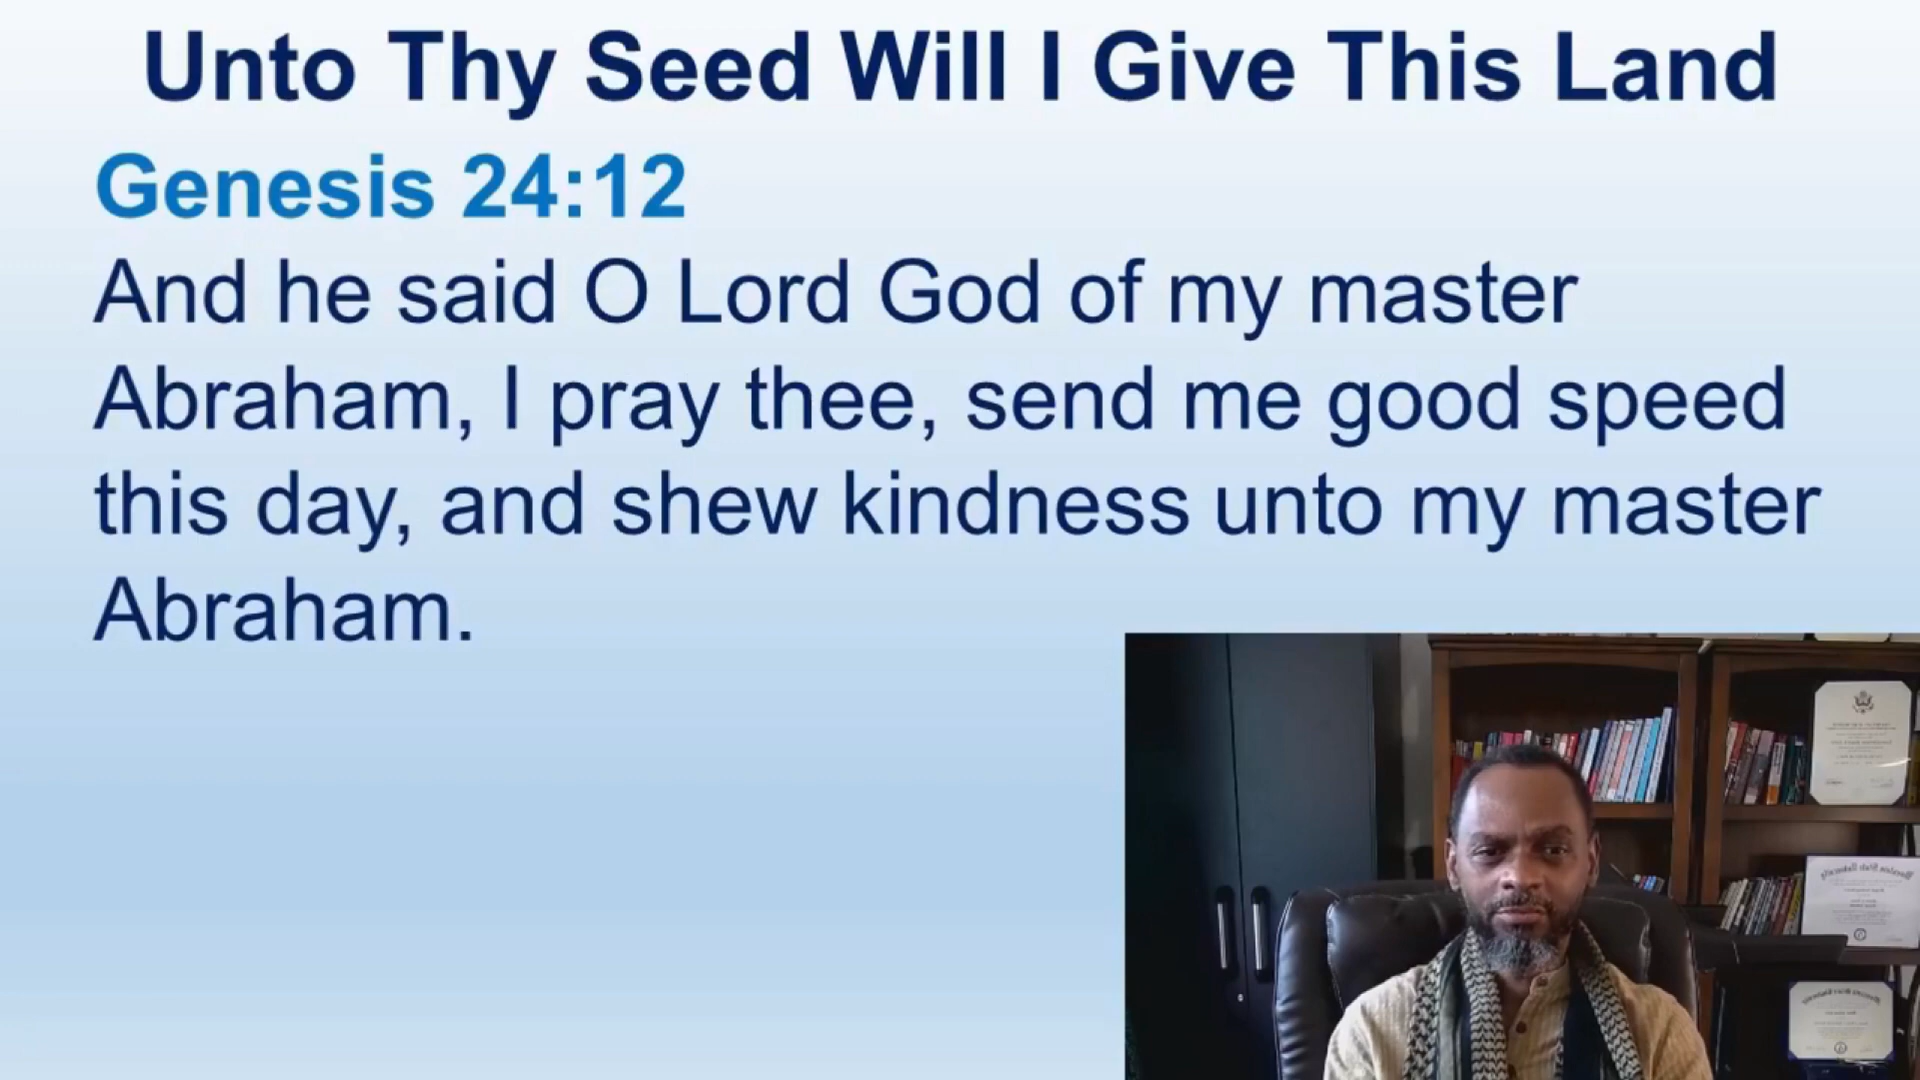 Unto Thy Seed Will I Give This Land
Genesis 24:12
And he said O Lord God of my master
Abraham, I pray thee, send me good speed
this day, and shew kindness unto my master
Abraham.